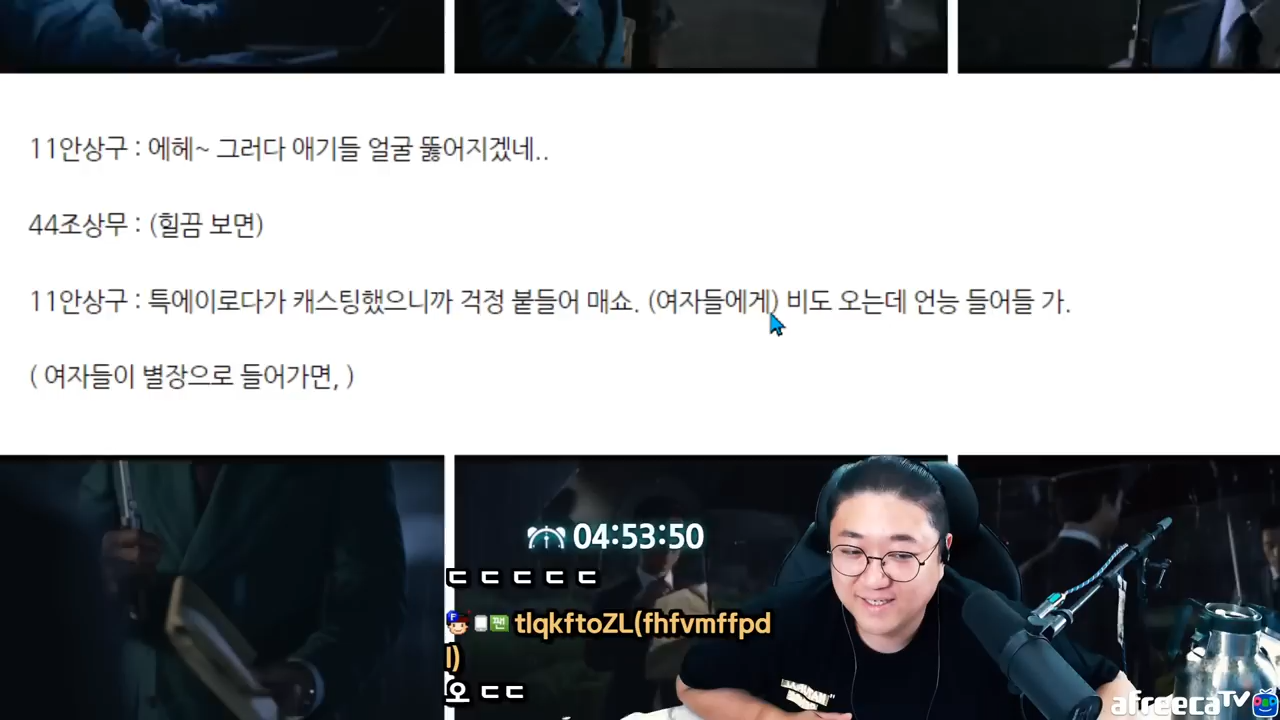 11안상구 : 에헤~ 그러다 애기들 얼굴 뚫어지겠네..
44조상무 : (힐끔 보면)
11안상구 : 특에이로다가 캐스팅했으니까 걱정 붙들어 매쇼. (여자들에게) 비도 오는데 언능 들어들 가.
( 여자들이 별장으로 들어가면, )
04:53:50
ㄷㄷㄷㄷㄷ
F 팬 tlqkftoZL(fhfvmffpd
l)
오 ㄷㄷ
afreecaTV